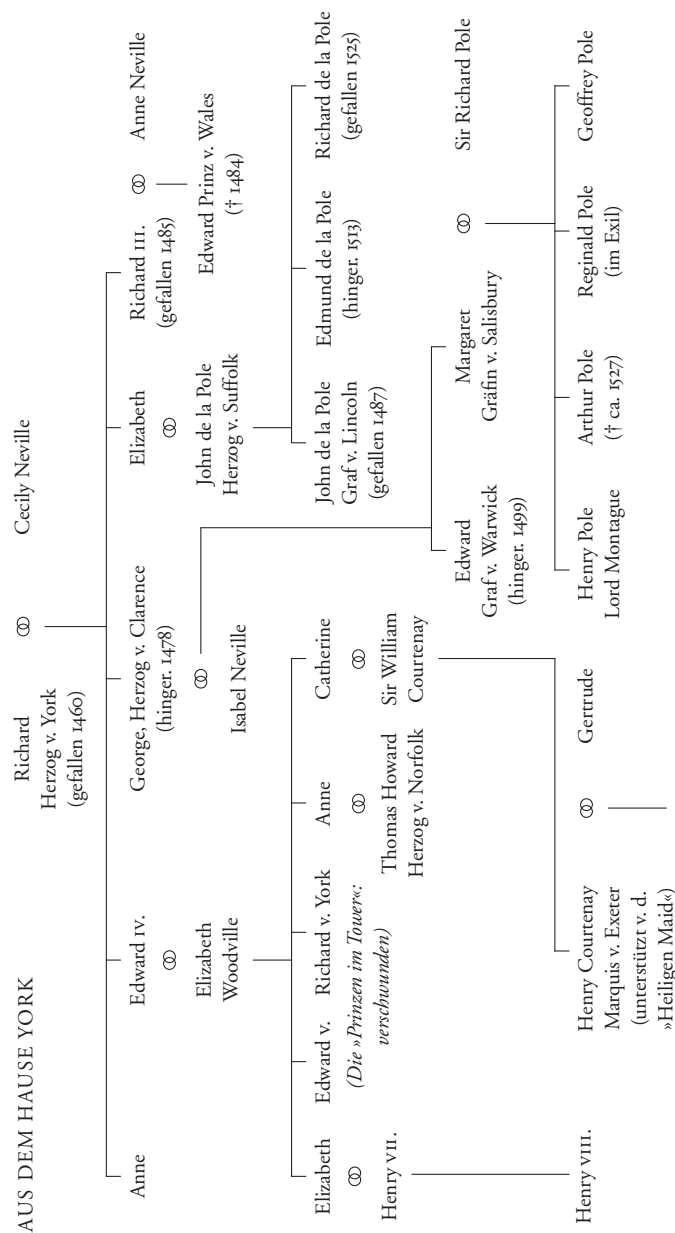 AUS DEM HAUSE YORK
Richard
Herzog v. York
(gefallen 1460)
Cecily Neville
Anne
Edward IV.
Elizabeth
Woodville
George, Herzog v. Clarence
(hinger. 1478)
Isabel Neville
Elizabeth
John de la Pole
Herzog v. Suffolk
Richard III.
(gefallen 1485)
Anne Neville
Edward Prinz v. Wales
(† 1484)
Elizabeth
Henry VII.
Edward V.
Richard v. York
(Die »Prinzen im Tower«:
verschwunden)
Anne
Thomas Howard
Herzog v. Norfolk
Catherine
Sir William
Courtenay
John de la Pole
Graf v. Lincoln
(gefallen 1487)
Edmund de la Pole
(hinger. 1513)
Richard de la Pole
(gefallen 1525)
Edward
Graf v. Warwick
(hinger. 1499)
Margaret
Gräfin v. Salisbury
Sir Richard Pole
Henry VIII.
Henry Courtenay
Marquis v. Exeter
(unterstützt v. d.
»Heiligen Maid«)
Gertrude
Henry Pole
Lord Montague
Arthur Pole
(† ca. 1527)
Reginald Pole
(im Exil)
Geoffrey Pole